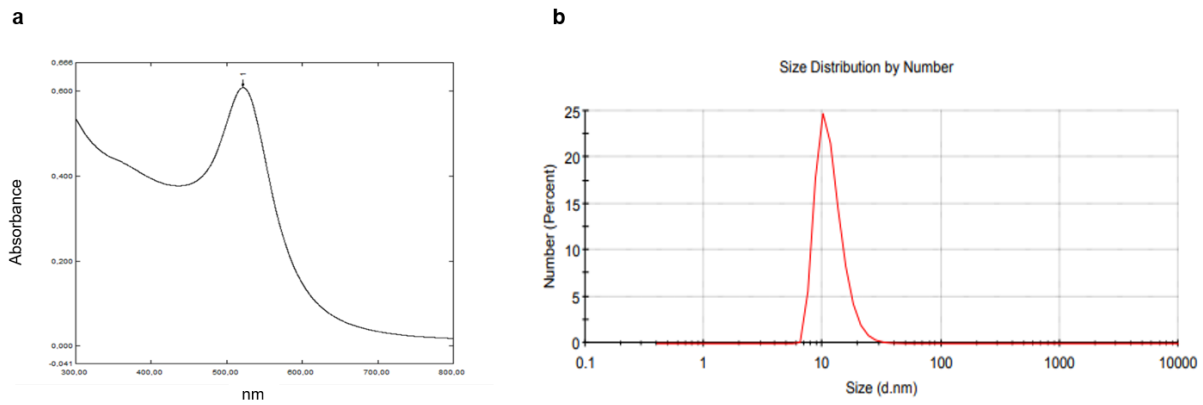 a
0,666
0,600
0,400
0,200
0,000
-0,041
300,00 400,00 500,00 600,00 700,00 800,00
Absorbance
nm
b
Size Distribution by Number
25
20
15
10
5
0
0.1 1 10 100 1000 10000
Number (Percent)
Size (d.nm)